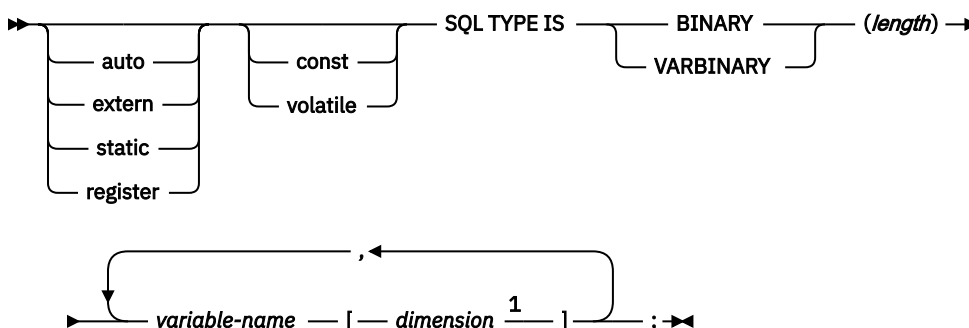 SQL TYPE IS BINARY (length)
auto const VARBINARY
extern volatile
static
register
,
variable-name [ dimension 1 ] :